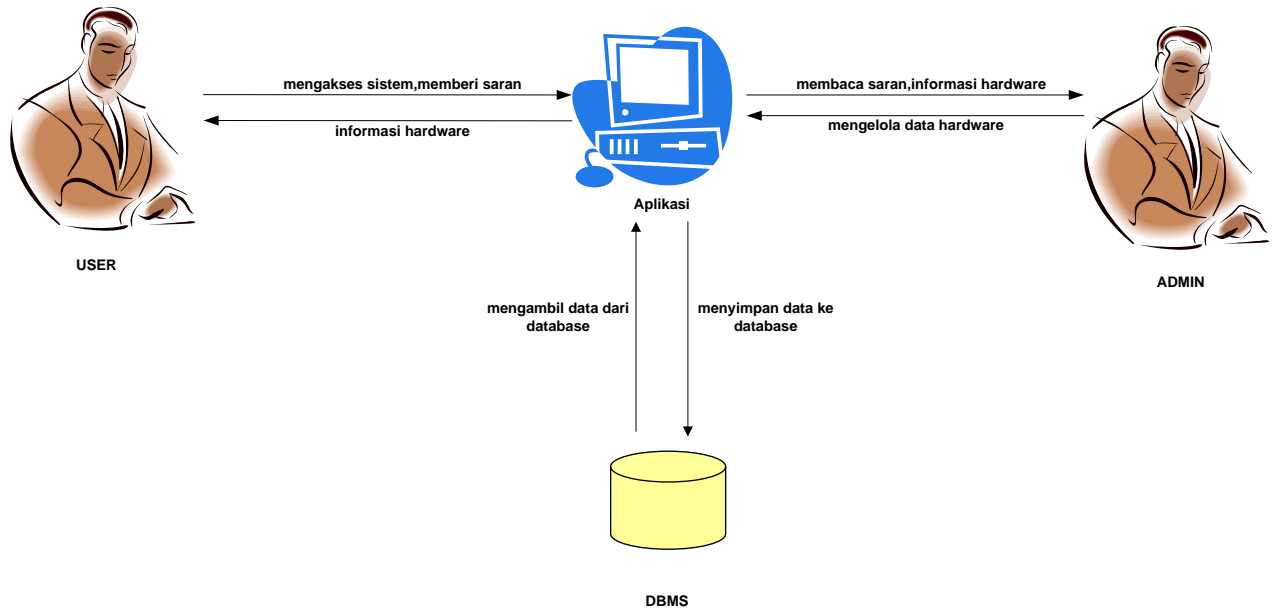 mengakses sistem,memberi saran
informasi hardware
membaca saran,informasi hardware
mengelola data hardware
Aplikasi
USER
ADMIN
mengambil data dari
database
menyimpan data ke
database
DBMS